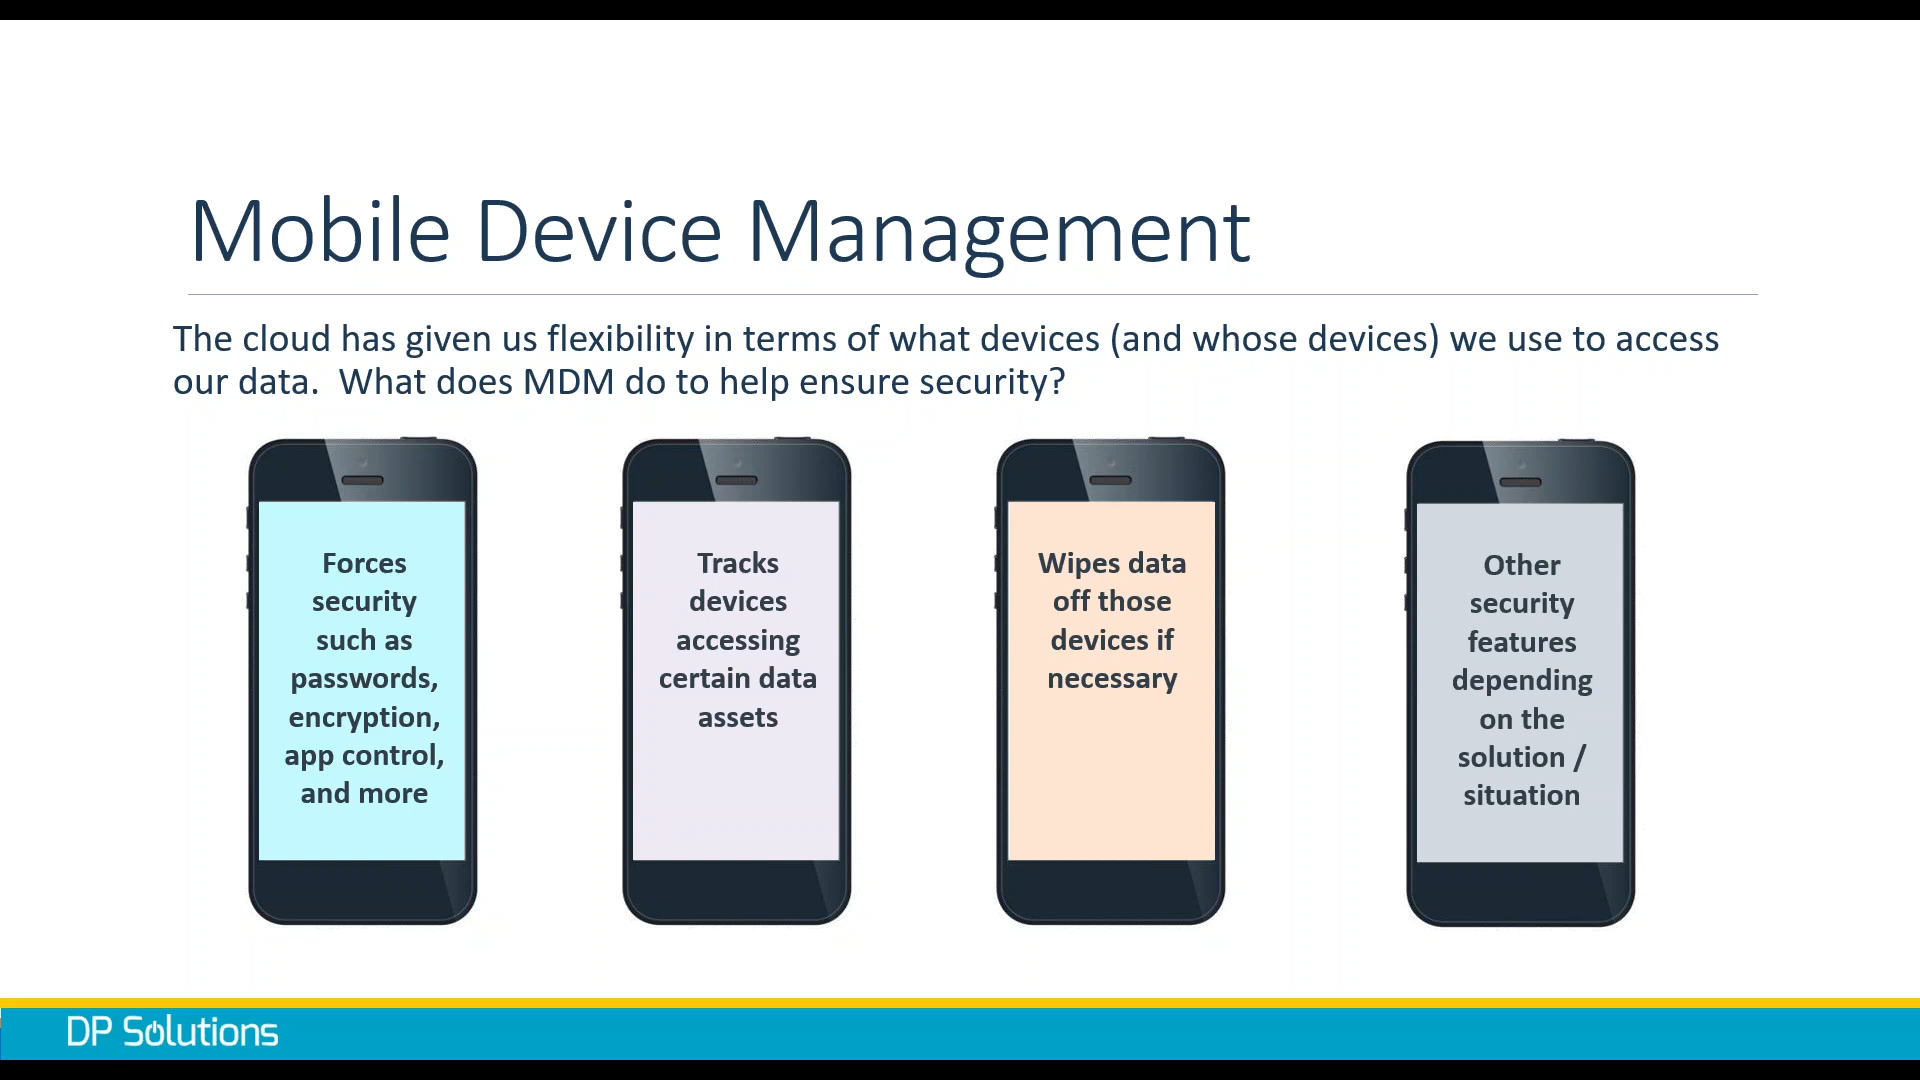 Mobile Device Management
The cloud has given us flexibility in terms of what devices (and whose devices) we use to access
our data.  What does MDM do to help ensure security?
Forces
security
such as
passwords,
encryption,
app control,
and more
Tracks
devices
accessing
certain data
assets
Wipes data
off those
devices if
necessary
Other
security
features
depending
on the
solution /
situation
DP Solutions